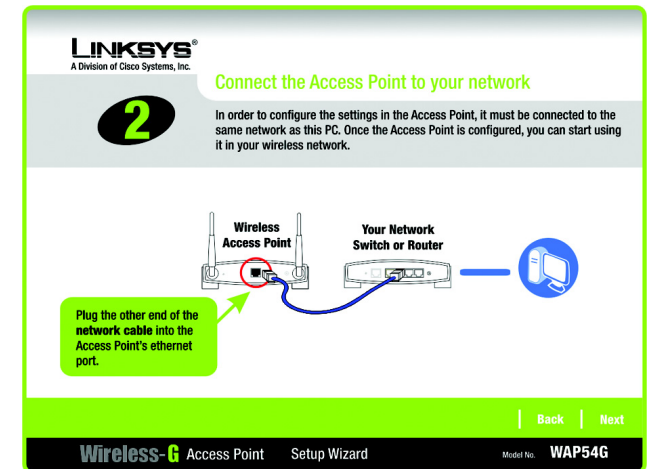 LINKSYS®
A Division of Cisco Systems, Inc.
Connect the Access Point to your network
2
In order to configure the settings in the Access Point, it must be connected to the
same network as this PC. Once the Access Point is configured, you can start using
it in your wireless network.
Wireless
Access Point
Your Network
Switch or Router
Plug the other end of the
network cable into the
Access Point's ethernet
port.
Back
Next
Wireless-G Access Point Setup Wizard
Model No. WAP54G